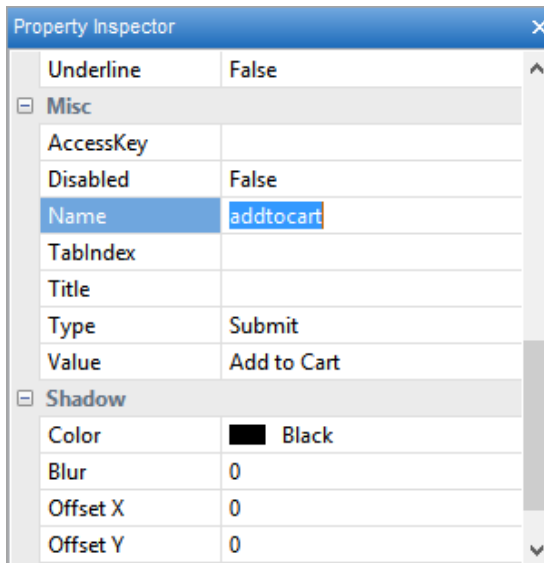 Property Inspector
Underline False
Misc
AccessKey
Disabled False
Name addtocart
TabIndex
Title
Type Submit
Value Add to Cart
Shadow
Color Black
Blur 0
Offset X 0
Offset Y 0